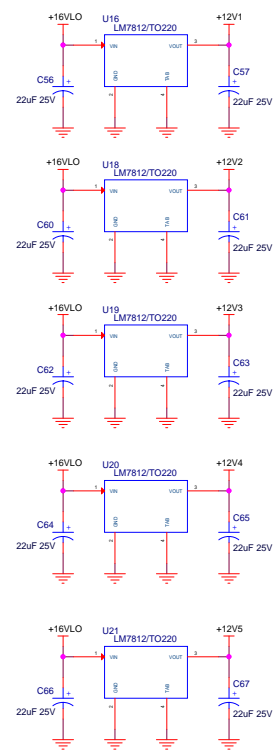 +16VLO U16 +12V1
LM7812/TO220
1 VIN VOUT 3
C56 GND TAB C57
22uF 25V 2 4 22uF 25V
+16VLO U18 +12V2
LM7812/TO220
1 VIN VOUT 3
C60 GND TAB C61
22uF 25V 2 4 22uF 25V
+16VLO U19 +12V3
LM7812/TO220
1 VIN VOUT 3
C62 GND TAB C63
22uF 25V 2 4 22uF 25V
+16VLO U20 +12V4
LM7812/TO220
1 VIN VOUT 3
C64 GND TAB C65
22uF 25V 2 4 22uF 25V
+16VLO U21 +12V5
LM7812/TO220
1 VIN VOUT 3
C66 GND TAB C67
22uF 25V 2 4 22uF 25V